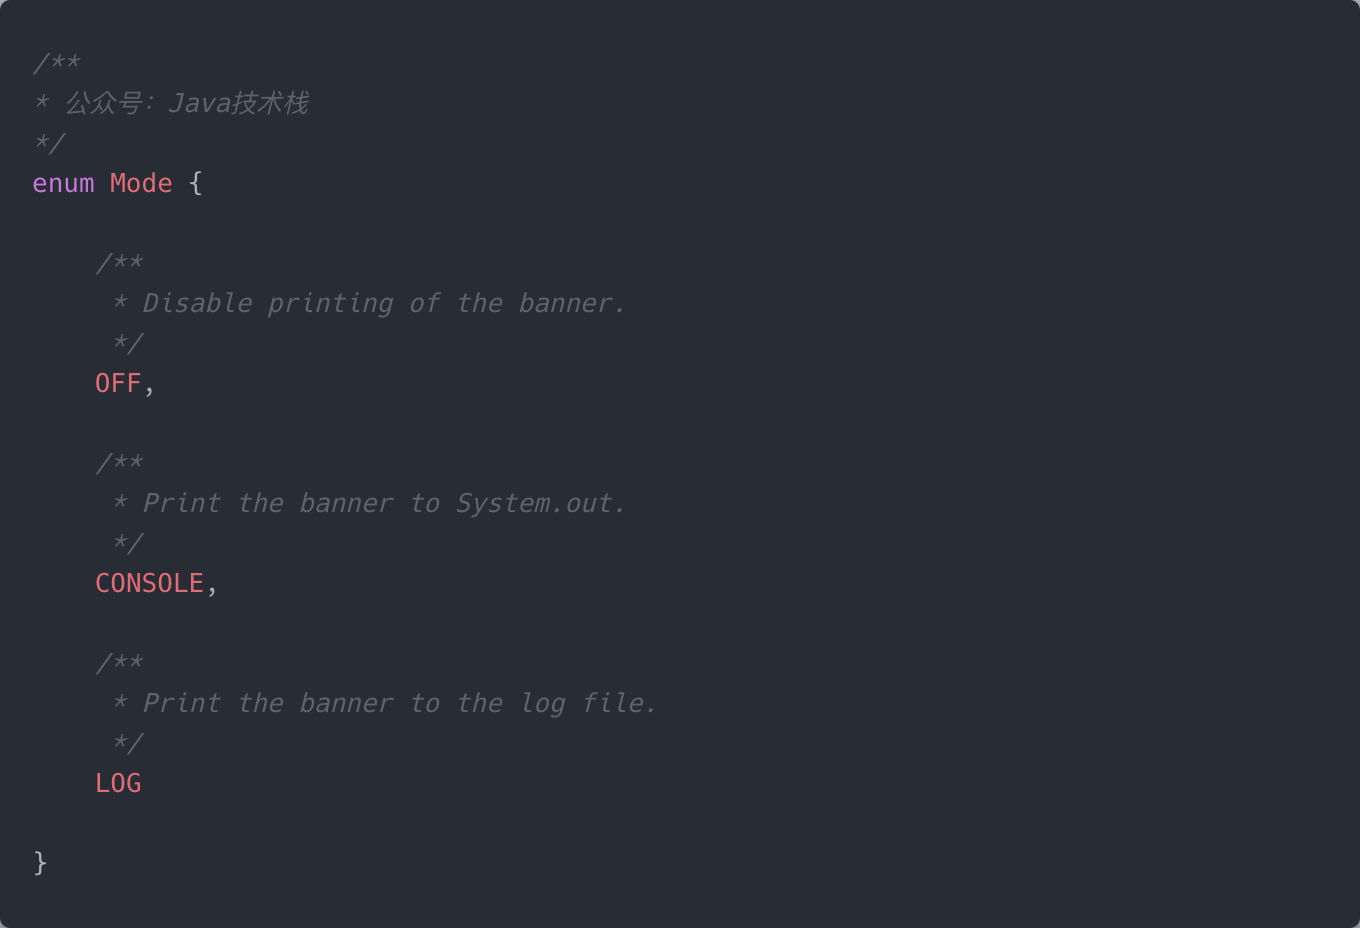 /**
* 公众号：Java技术栈
*/
enum Mode {
/**
* Disable printing of the banner.
*/
OFF,
/**
* Print the banner to System.out.
*/
CONSOLE,
/**
* Print the banner to the log file.
*/
LOG
}